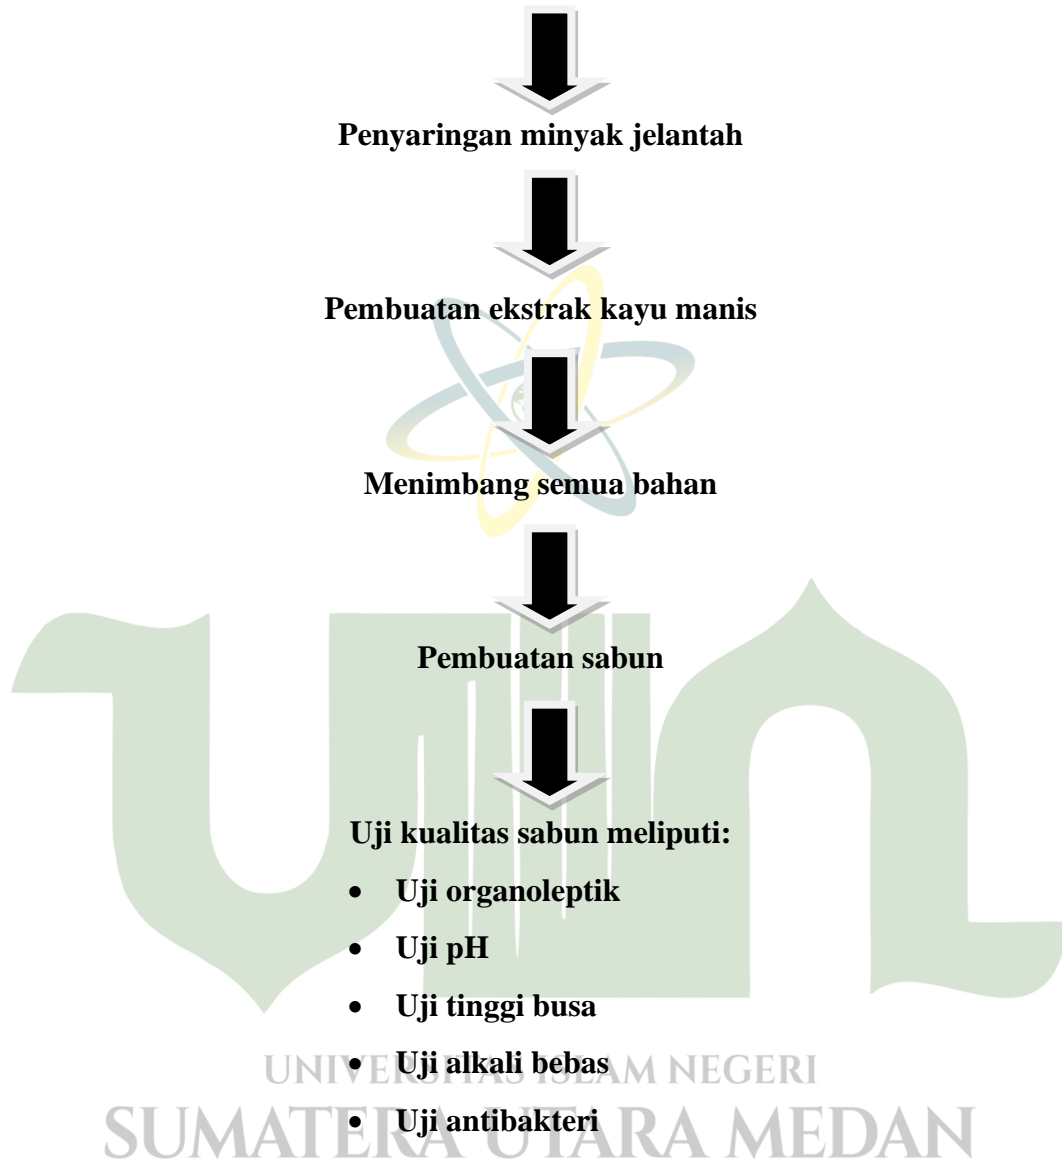 Penyaringan minyak jelantah
Pembuatan ekstrak kayu manis
Menimbang semua bahan
Pembuatan sabun
Uji kualitas sabun meliputi:
• Uji organoleptik
• Uji pH
• Uji tinggi busa
• Uji alkali bebas
UNIVERSITAS ISLAM NEGERI
• Uji antibakteri
SUMATERA UTARA MEDAN